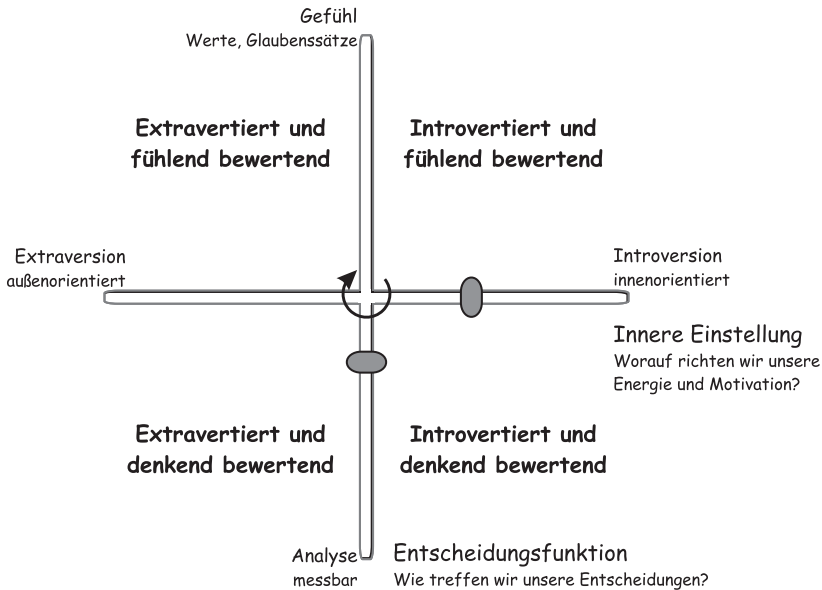 Gefühl
Werte, Glaubenssätze
Extravertiert und
fühlend bewertend
Introvertiert und
fühlend bewertend
Extraversion
außenorientiert
Introversion
innenorientiert
Innere Einstellung
Worauf richten wir unsere
Energie und Motivation?
Extravertiert und
denkend bewertend
Introvertiert und
denkend bewertend
Analyse
messbar
Entscheidungsfunktion
Wie treffen wir unsere Entscheidungen?